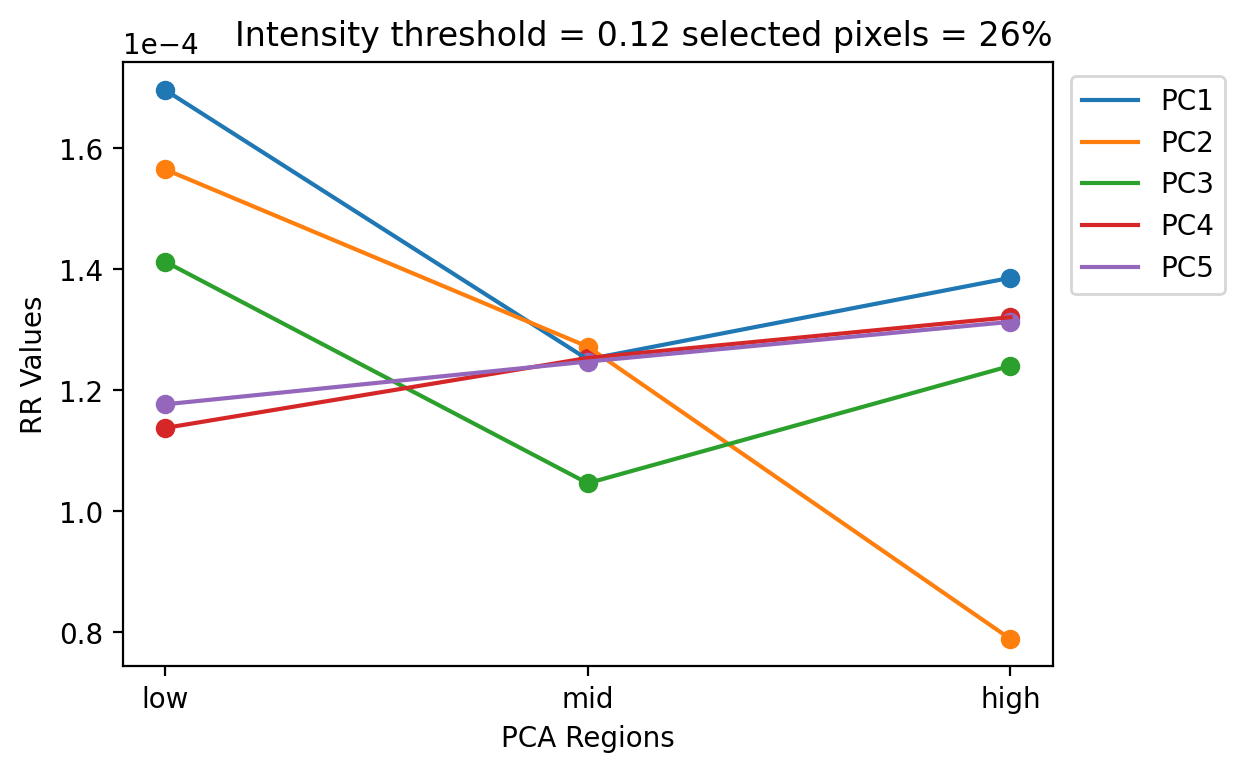 Intensity threshold = 0.12 selected pixels = 26%
1e−4
1.6
1.4
1.2
1.0
0.8
RR Values
low
mid
high
PCA Regions
PC1
PC2
PC3
PC4
PC5